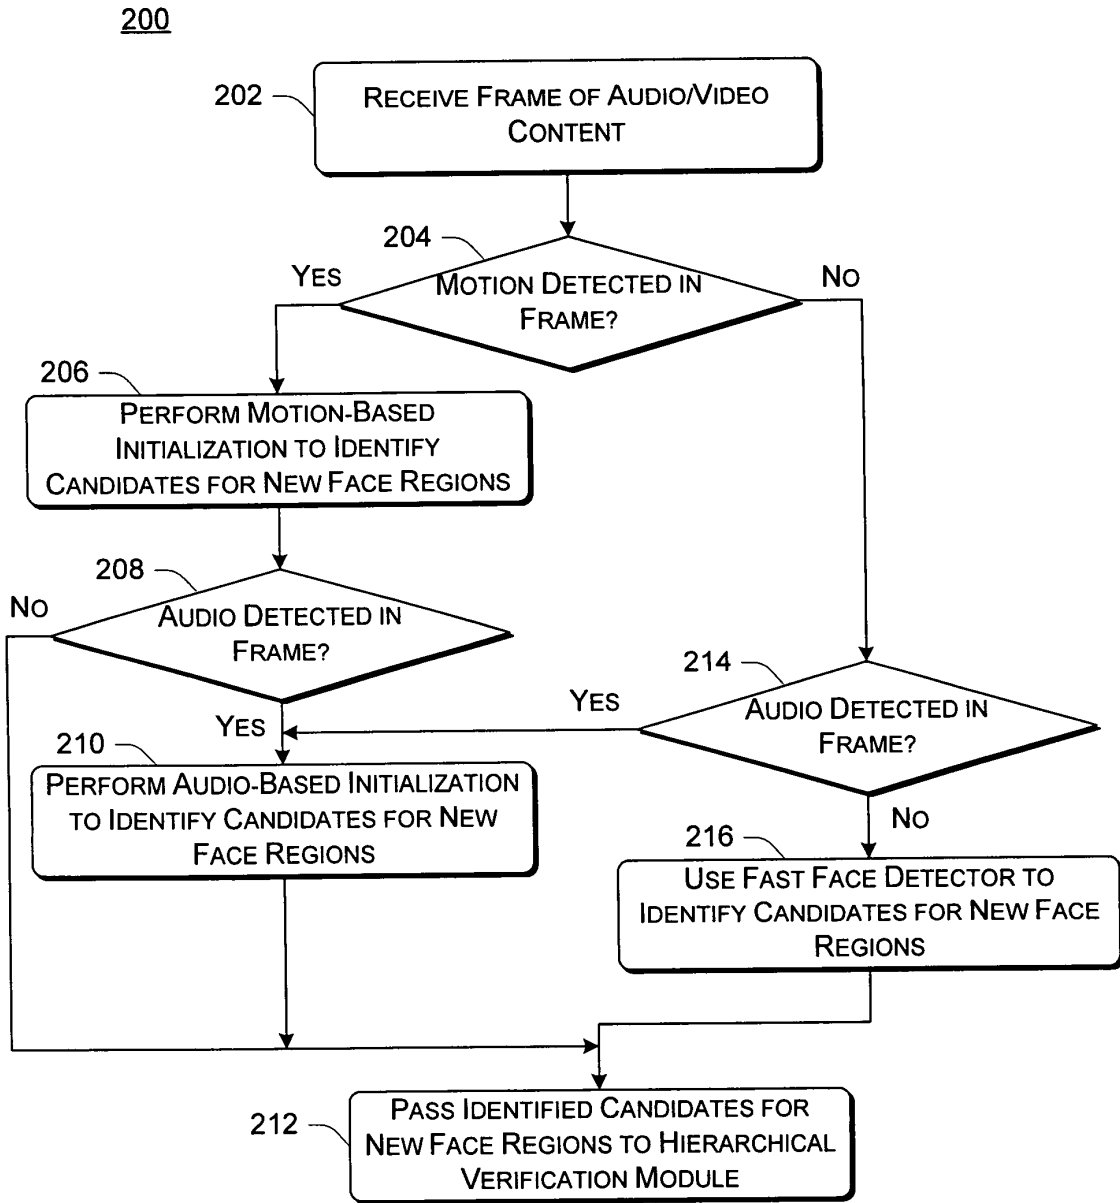 200
202
RECEIVE FRAME OF AUDIO/VIDEO
CONTENT
204
YES
NO
MOTION DETECTED IN
FRAME?
206
PERFORM MOTION-BASED
INITIALIZATION TO IDENTIFY
CANDIDATES FOR NEW FACE REGIONS
208
NO
AUDIO DETECTED IN
FRAME?
214
YES
AUDIO DETECTED IN
FRAME?
YES
210
PERFORM AUDIO-BASED INITIALIZATION
TO IDENTIFY CANDIDATES FOR NEW
FACE REGIONS
NO
216
USE FAST FACE DETECTOR TO
IDENTIFY CANDIDATES FOR NEW FACE
REGIONS
212
PASS IDENTIFIED CANDIDATES FOR
NEW FACE REGIONS TO HIERARCHICAL
VERIFICATION MODULE